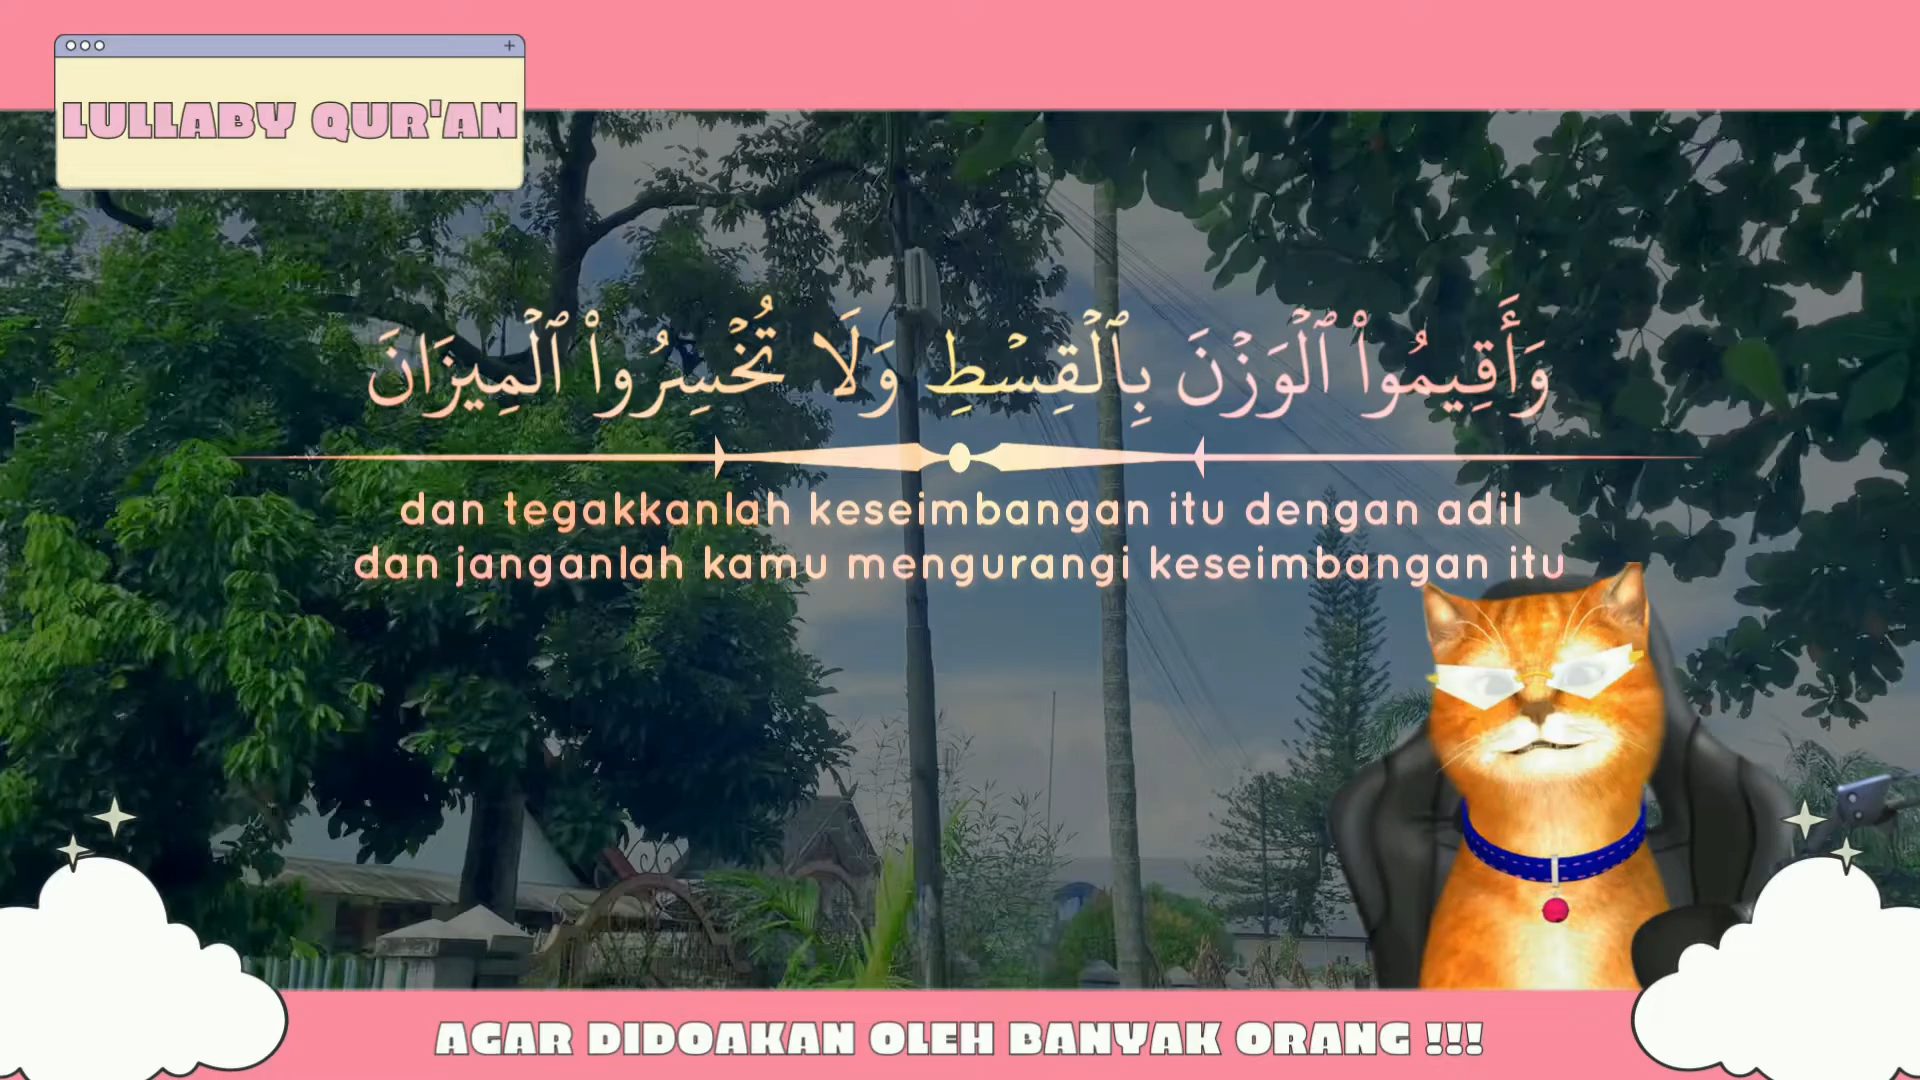 LULLABY QUR'AN
وَأَقِيمُوا۟ ٱلْوَزْنَ بِٱلْقِسْطِ وَلَا تُخْسِرُوا۟ ٱلْمِيزَانَ
dan tegakkanlah keseimbangan itu dengan adil
dan janganlah kamu mengurangi keseimbangan itu
AGAR DIDOAKAN OLEH BANYAK ORANG !!!